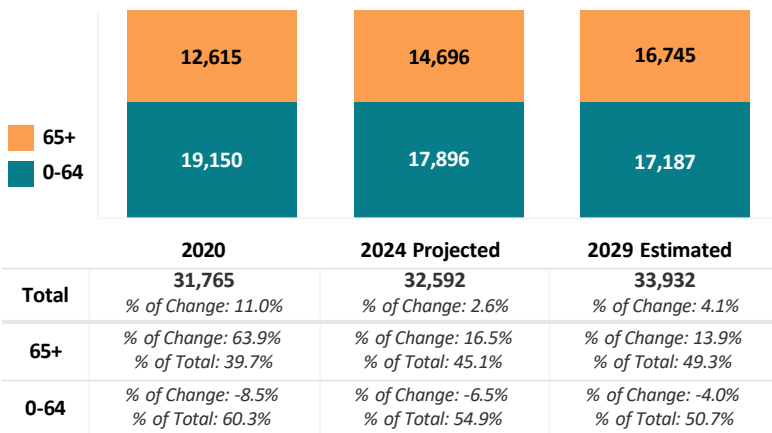 12,615 14,696 16,745
65+
0-64
19,150 17,896 17,187
2020 2024 Projected 2029 Estimated
Total 31,765 32,592 33,932
% of Change: 11.0% % of Change: 2.6% % of Change: 4.1%
65+ % of Change: 63.9% % of Change: 16.5% % of Change: 13.9%
% of Total: 39.7% % of Total: 45.1% % of Total: 49.3%
0-64 % of Change: -8.5% % of Change: -6.5% % of Change: -4.0%
% of Total: 60.3% % of Total: 54.9% % of Total: 50.7%